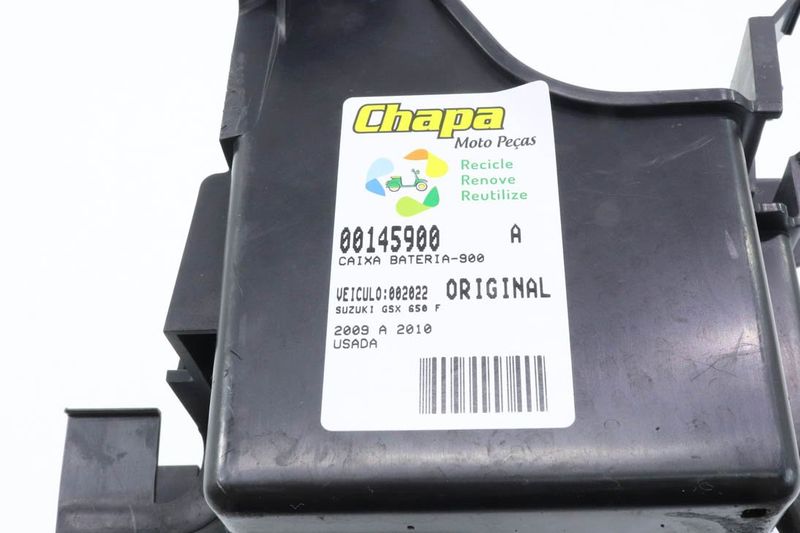 Chapa
Moto Peças
Recicle
Renove
Reutilize
00145900 A
CAIXA BATERIA-900
VEICULO:002022 ORIGINAL
SUZUKI GSX 650 F
2009 A 2010
USADA